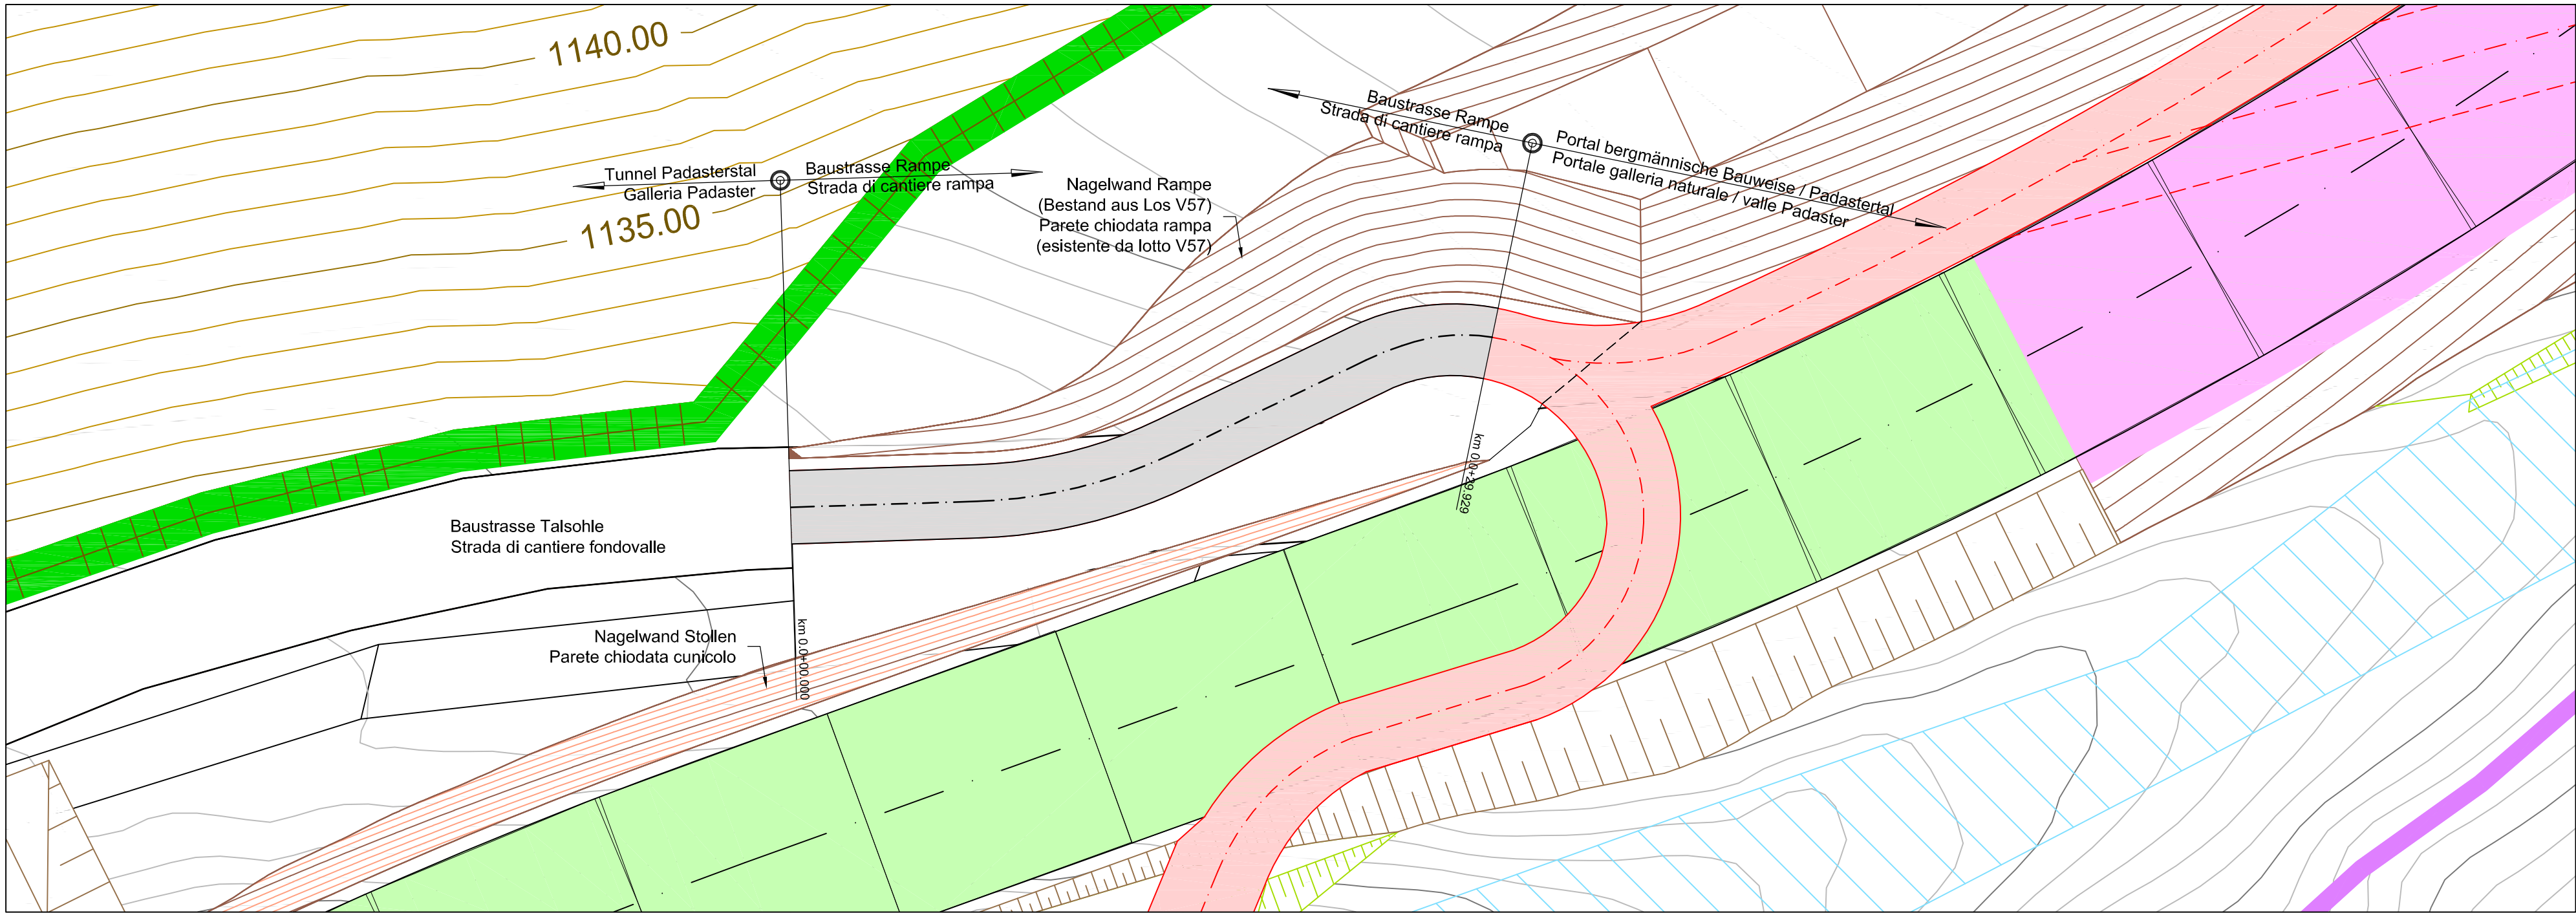 1140.00
Baustrasse Rampe
Strada di cantiere rampa
Portal bergmännische Bauweise / Padastertal
Portale galleria naturale / valle Padaster
Tunnel Padasterstal
Galleria Padaster
Baustrasse Rampe
Strada di cantiere rampa
1135.00
Nagelwand Rampe
(Bestand aus Los V57)
Parete chiodata rampa
(esistente da lotto V57)
km 0.0+29.929
Baustrasse Talsohle
Strada di cantiere fondovalle
km 0.0+00.000
Nagelwand Stollen
Parete chiodata cunicolo